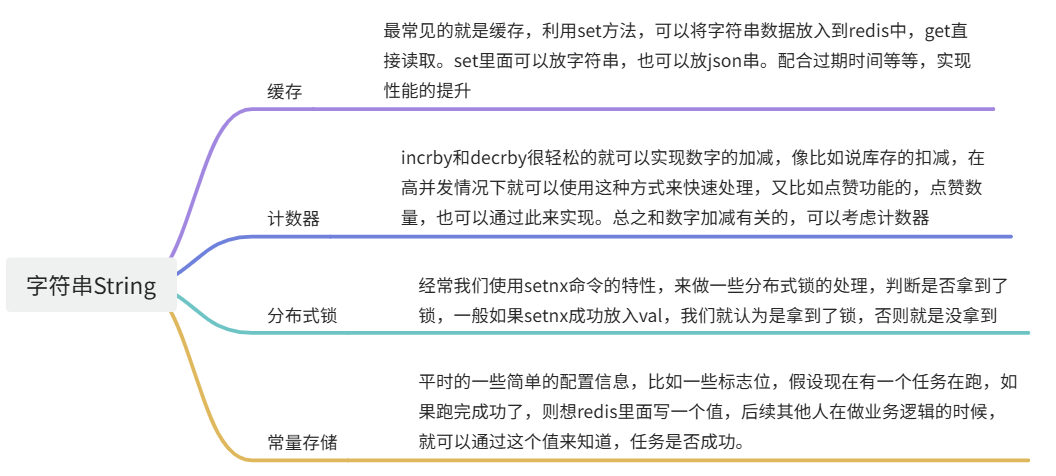 最常见的就是缓存，利用set方法，可以将字符串数据放入到redis中，get直
接读取。set里面可以放字符串，也可以放json串。配合过期时间等等，实现
性能的提升
缓存
incrby和decrby很轻松的就可以实现数字的加减，像比如说库存的扣减，在
高并发情况下就可以使用这种方式来快速处理，又比如点赞功能的，点赞数
量，也可以通过此来实现。总之和数字加减有关的，可以考虑计数器
计数器
字符串String
经常我们使用setnx命令的特性，来做一些分布式锁的处理，判断是否拿到了
锁，一般如果setnx成功放入val，我们就认为是拿到了锁，否则就是没拿到
分布式锁
平时的一些简单的配置信息，比如一些标志位，假设现在有一个任务在跑，如
果跑完成功了，则想redis里面写一个值，后续其他人在做业务逻辑的时候，
就可以通过这个值来知道，任务是否成功。
常量存储